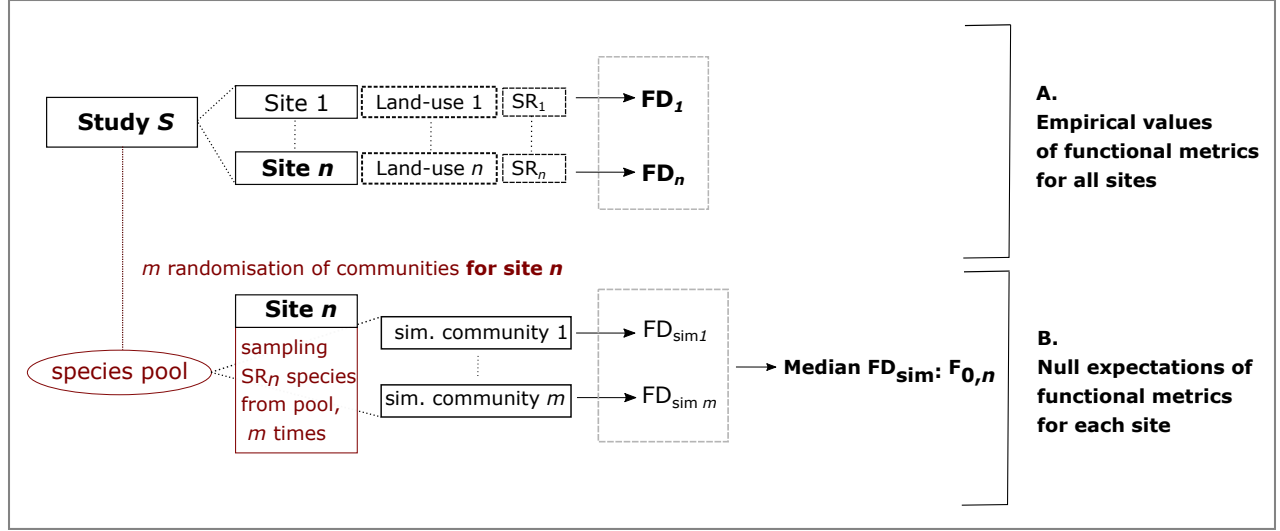 Study S
Site 1
Land-use 1
SR1
FD1
Site n
Land-use n
SRn
FDn
A.
Empirical values
of functional metrics
for all sites
m randomisation of communities for site n
species pool
Site n
sampling
SRn species
from pool,
m times
sim. community 1
FDsim1
sim. community m
FDsim m
Median FDsim: F0,n
B.
Null expectations of
functional metrics
for each site